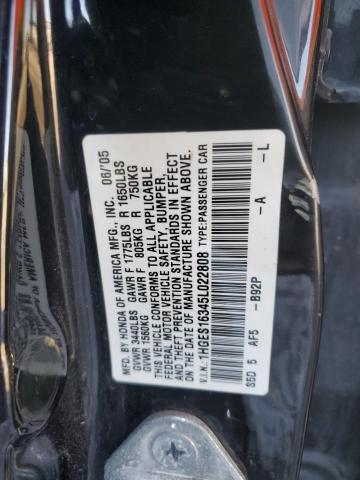 MFD. BY HONDA OF AMERICA MFG., INC. 06/'05
GVWR 3440LBS GAWR F 1775LBS R 1650LBS
GVWR 1560KG GAWR F 805KG R 750KG
THIS VEHICLE CONFORMS TO ALL APPLICABLE
FEDERAL MOTOR VEHICLE SAFETY, BUMPER,
AND THEFT PREVENTION STANDARDS IN EFFECT
ON THE DATE OF MANUFACTURE SHOWN ABOVE.
V.I.N.: 1HGES16345L022808 TYPE:PASSENGER CAR
S5D 5 AF5 -B92P -A -L